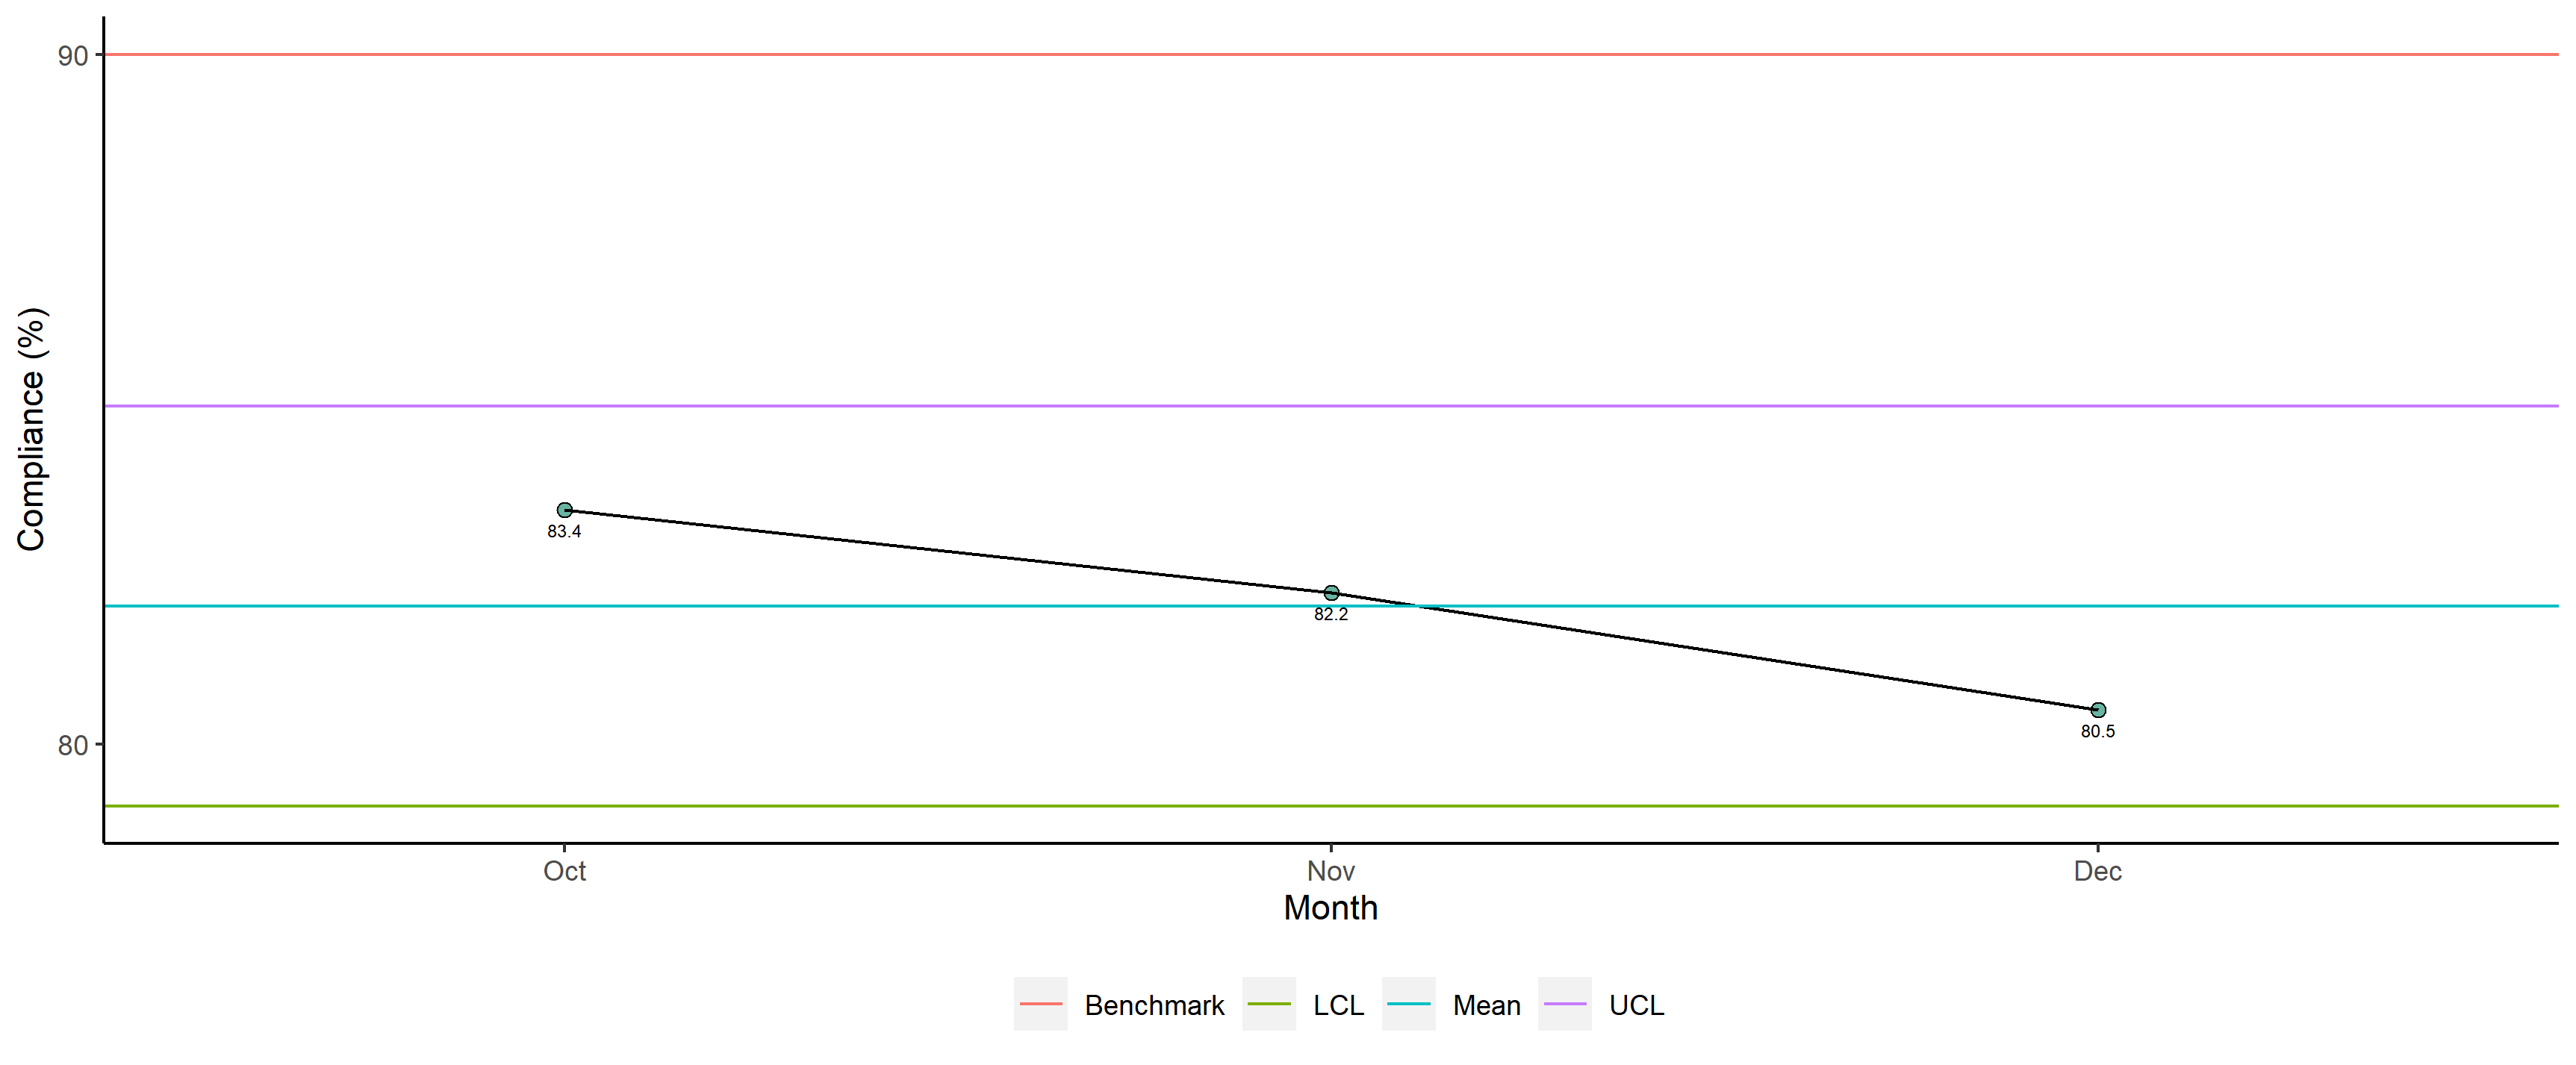 Compliance (%)
90
80
83.4
82.2
80.5
Oct Nov Dec
Month
Benchmark LCL Mean UCL